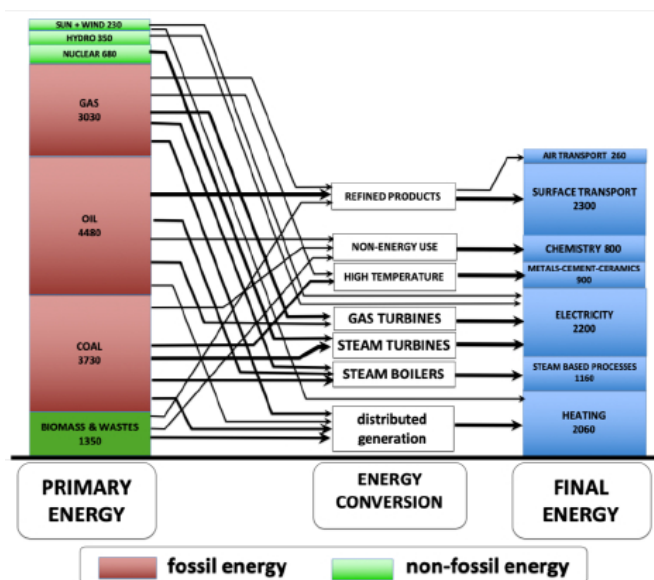 SUN + WIND 230
HYDRO 350
NUCLEAR 680
GAS
3030
OIL
4480
COAL
3730
BIOMASS & WASTES
1350
REFINED PRODUCTS
NON-ENERGY USE
HIGH TEMPERATURE
GAS TURBINES
STEAM TURBINES
STEAM BOILERS
distributed
generation
AIR TRANSPORT 260
SURFACE TRANSPORT
2300
CHEMISTRY 800
METALS-CEMENT-CERAMICS
900
ELECTRICITY
2200
STEAM BASED PROCESSES
1160
HEATING
2060
PRIMARY
ENERGY
ENERGY
CONVERSION
FINAL
ENERGY
fossil energy
non-fossil energy